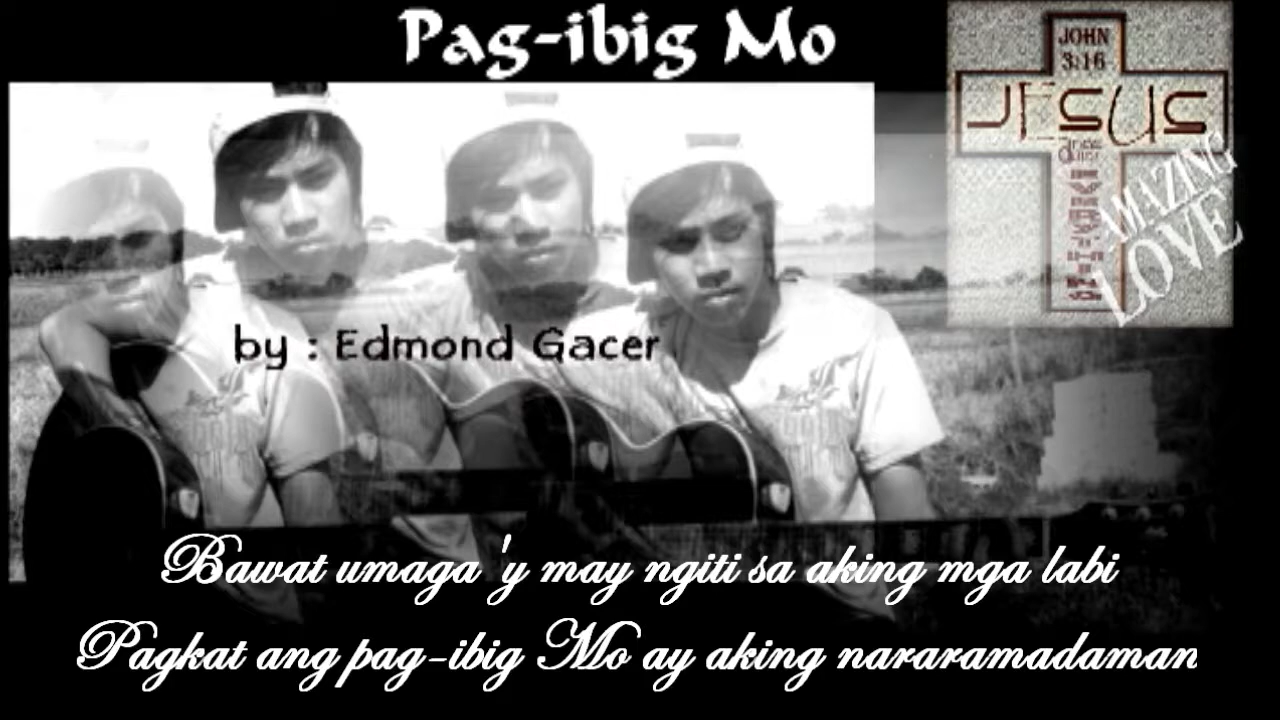 Pag-ibig Mo
JOHN
3:16
JESUS
AMAZING
LOVE
by : Edmond Gacer
Bawat umaga 'y may ngiti sa aking mga labi
Pagkat ang pag-ibig Mo ay aking nararamadaman